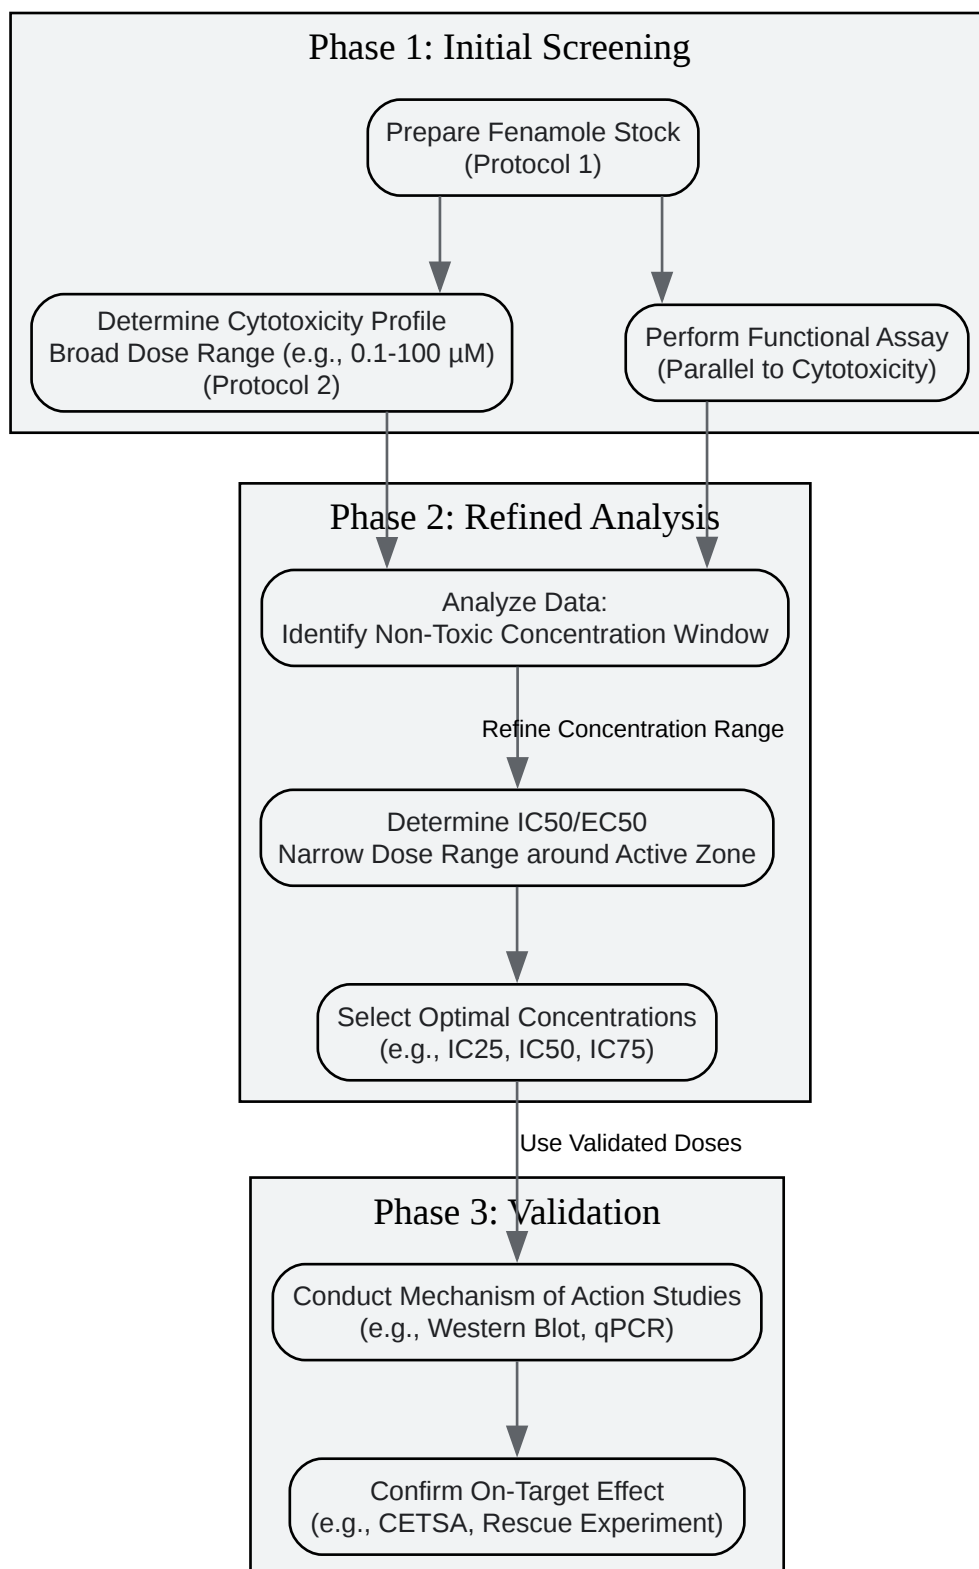 Phase 1: Initial Screening
Prepare Fenamole Stock
(Protocol 1)
Determine Cytotoxicity Profile
Broad Dose Range (e.g., 0.1-100 µM)
(Protocol 2)
Perform Functional Assay
(Parallel to Cytotoxicity)
Phase 2: Refined Analysis
Analyze Data:
Identify Non-Toxic Concentration Window
Refine Concentration Range
Determine IC50/EC50
Narrow Dose Range around Active Zone
Select Optimal Concentrations
(e.g., IC25, IC50, IC75)
Use Validated Doses
Phase 3: Validation
Conduct Mechanism of Action Studies
(e.g., Western Blot, qPCR)
Confirm On-Target Effect
(e.g., CETSA, Rescue Experiment)